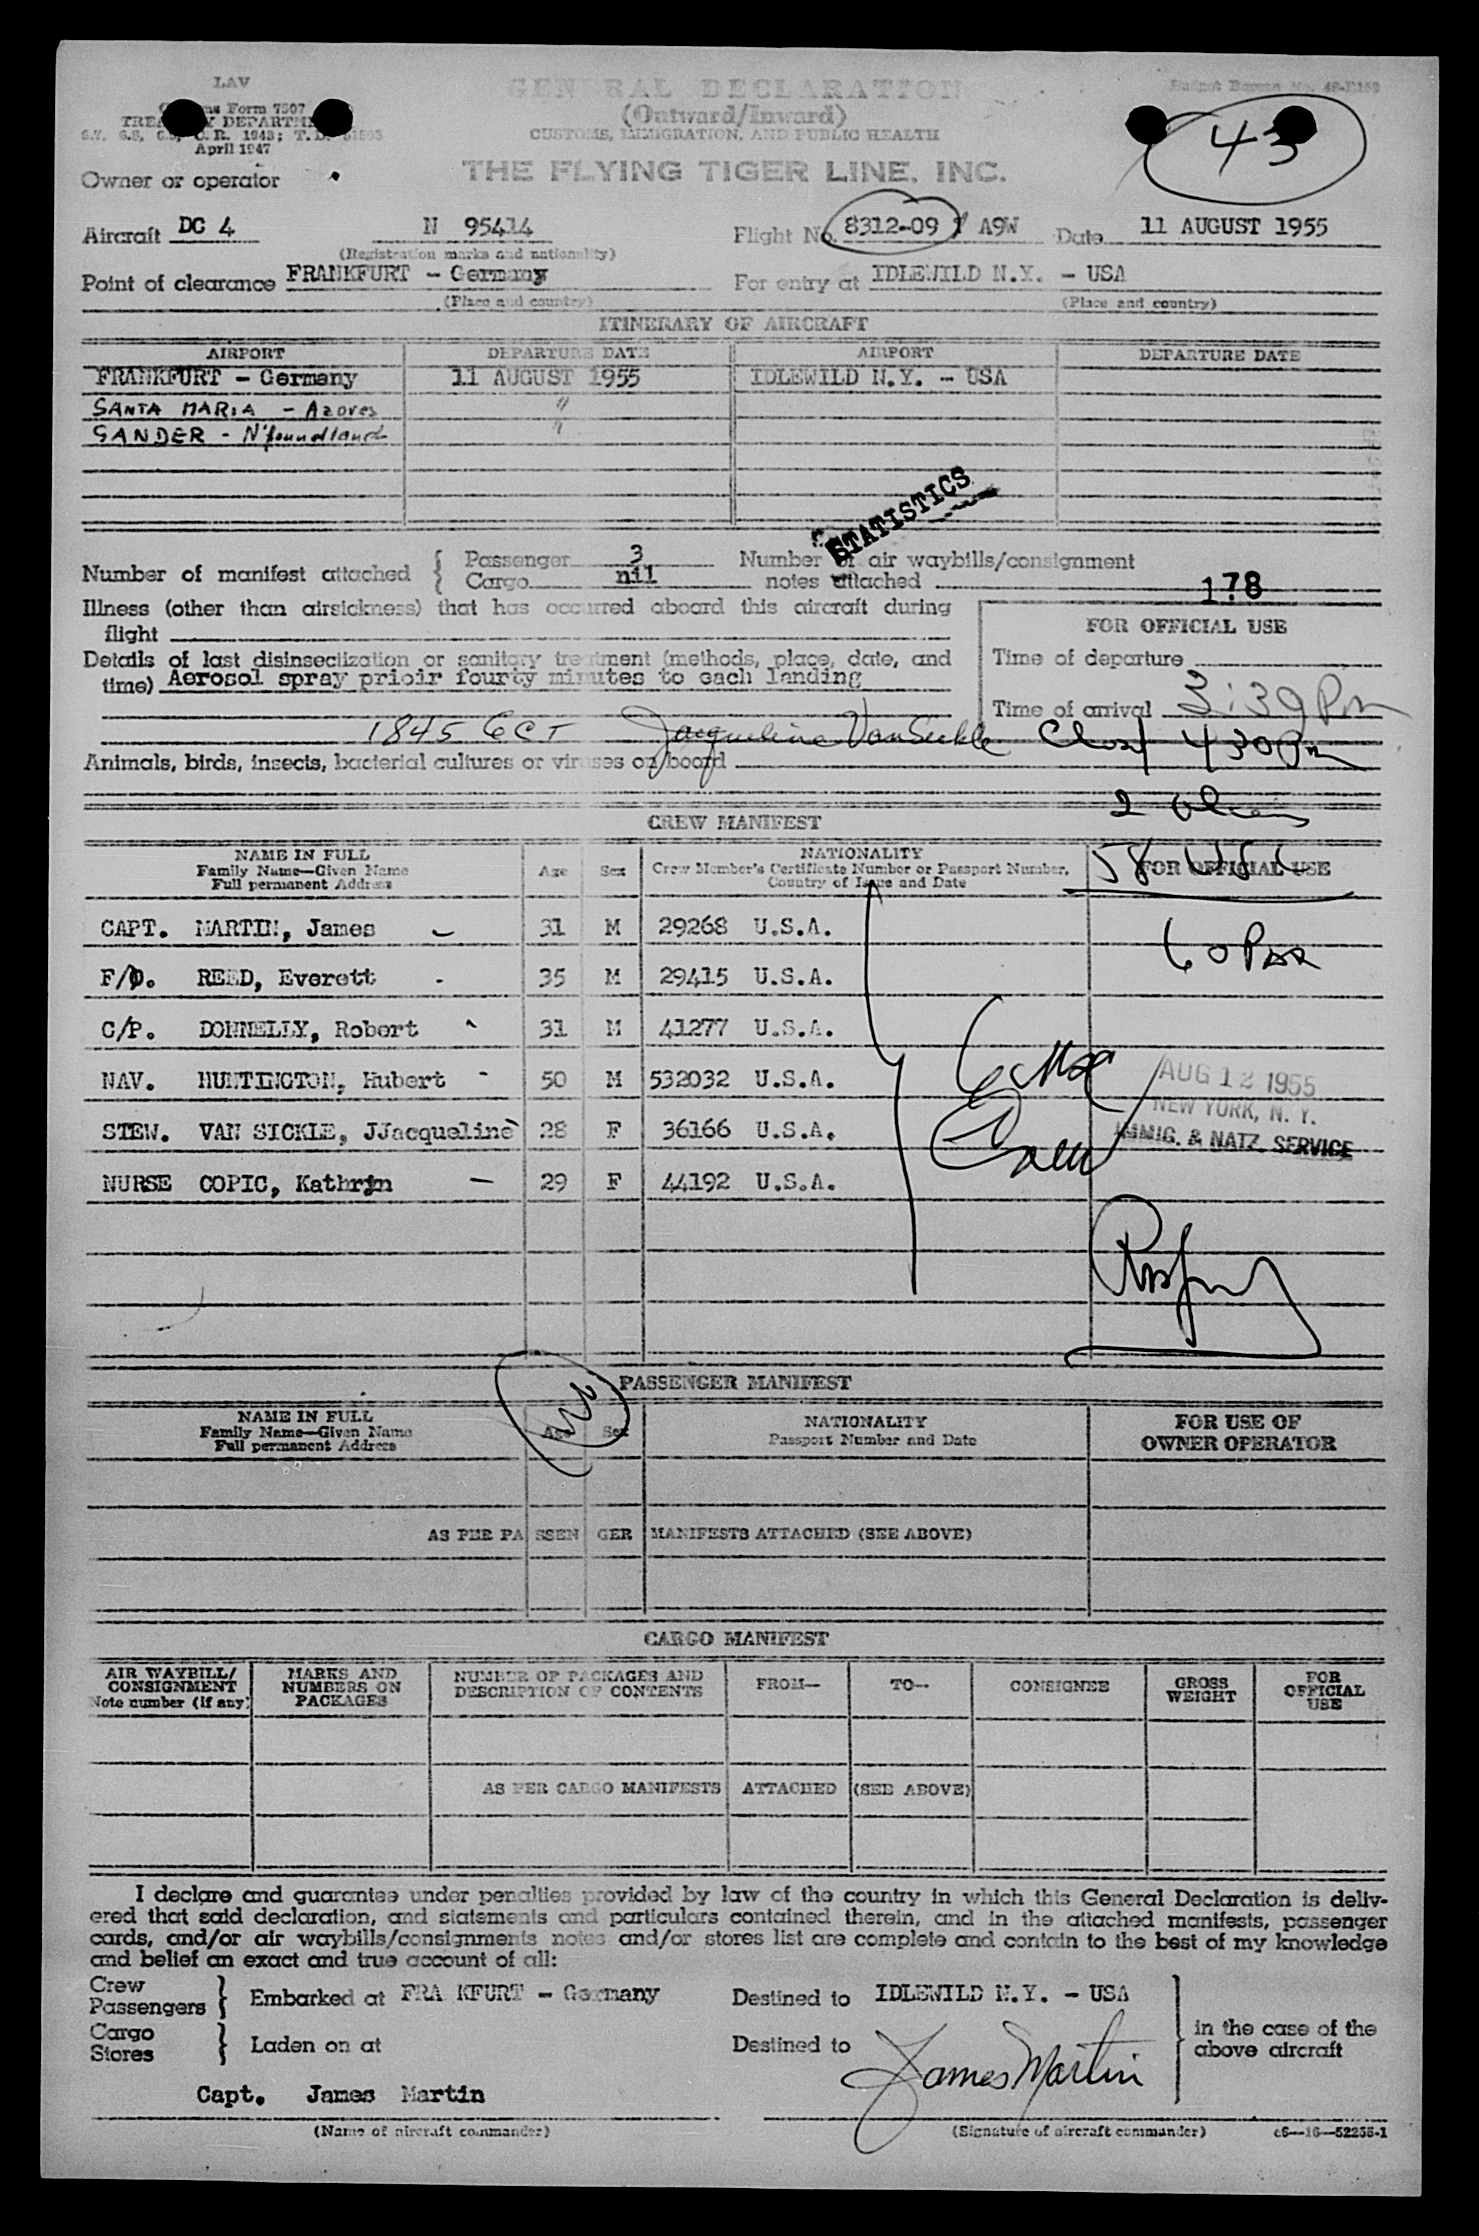 LAV
GENERAL DECLARATION
(Outward/Inward)
CUSTOMS, IMMIGRATION, AND PUBLIC HEALTH
THE FLYING TIGER LINE, INC.
Form 7507
TREASURY DEPARTMENT
April 1947
43
Owner or operator
Aircraft DC 4 N 95414 Flight No. 8312-09 A9W Date 11 AUGUST 1955
(Registration marks and nationality)
Point of clearance FRANKFURT - Germany For entry at IDLEWILD N.Y. - USA
(Place and country) (Place and country)
ITINERARY OF AIRCRAFT
AIRPORT DEPARTURE DATE AIRPORT DEPARTURE DATE
FRANKFURT - Germany 11 AUGUST 1955 IDLEWILD N.Y. - USA
SANTA MARIA - Azores "
GANDER - N'foundland "
STATISTICS
Number of manifest attached { Passenger 3 Number of air waybills/consignment
Cargo nil notes attached
178
Illness (other than airsickness) that has occurred aboard this aircraft during
flight
FOR OFFICIAL USE
Details of last disinsectization or sanitary treatment (methods, place, date, and
time) Aerosol spray prioir fourty minutes to each landing
Time of departure
Time of arrival 3:39 Pm
1845 GCT Jacqueline VanSickle
430 Pm
Animals, birds, insects, bacterial cultures or viruses on board
2
CREW MANIFEST
NAME IN FULL
Family Name—Given Name
Full permanent Address
Age Sex
NATIONALITY
Crew Member's Certificate Number or Passport Number,
Country of Issue and Date
FOR OFFICIAL USE
58 USC
CAPT. MARTIN, James 31 M 29268 U.S.A.
60
F/O. REED, Everett 35 M 29415 U.S.A.
C/P. DONNELLY, Robert 31 M 41277 U.S.A.
NAV. HUNTINGTON, Hubert 50 M 532032 U.S.A.
STEW. VAN SICKLE, JJacqueline 28 F 36166 U.S.A.
NURSE COPIC, Kathryn 29 F 44192 U.S.A.
AUG 12 1955
NEW YORK, N. Y.
IMMIG. & NATZ. SERVICE
PASSENGER MANIFEST
NAME IN FULL
Family Name—Given Name
Full permanent Address
Age Sex
NATIONALITY
Passport Number and Date
FOR USE OF
OWNER OPERATOR
AS PER PASSENGER MANIFESTS ATTACHED (SEE ABOVE)
CARGO MANIFEST
AIR WAYBILL/
CONSIGNMENT
Note number (if any)
MARKS AND
NUMBERS ON
PACKAGES
NUMBER OF PACKAGES AND
DESCRIPTION OF CONTENTS
FROM—
TO—
CONSIGNEE
GROSS
WEIGHT
FOR
OFFICIAL
USE
AS PER CARGO MANIFESTS ATTACHED (SEE ABOVE)
I declare and guarantee under penalties provided by law of the country in which this General Declaration is deliv-
ered that said declaration, and statements and particulars contained therein, and in the attached manifests, passenger
cards, and/or air waybills/consignments notes and/or stores list are complete and contain to the best of my knowledge
and belief an exact and true account of all:
Crew
Passengers } Embarked at FRA KFURT - Germany Destined to IDLEWILD N.Y. - USA
Cargo
Stores } Laden on at Destined to
in the case of the
above aircraft
Capt. James Martin James Martin
(Name of aircraft commander) (Signature of aircraft commander) c6—16—52235-1